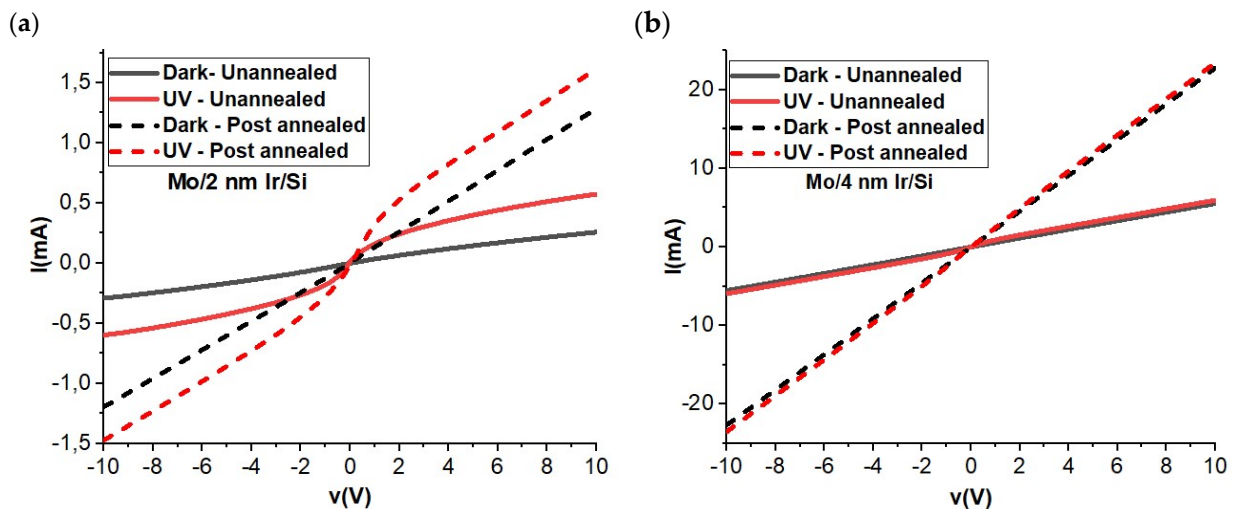 (a)
Dark- Unannealed
UV - Unannealed
Dark - Post annealed
UV - Post annealed
Mo/2 nm Ir/Si
1,5
1,0
0,5
0,0
-0,5
-1,0
-1,5
I(mA)
-10 -8 -6 -4 -2 0 2 4 6 8 10
v(V)
(b)
Dark - Unannealed
UV - Unannealed
Dark - Post annealed
UV - Post annealed
Mo/4 nm Ir/Si
20
10
0
-10
-20
I(mA)
-10 -8 -6 -4 -2 0 2 4 6 8 10
v(V)